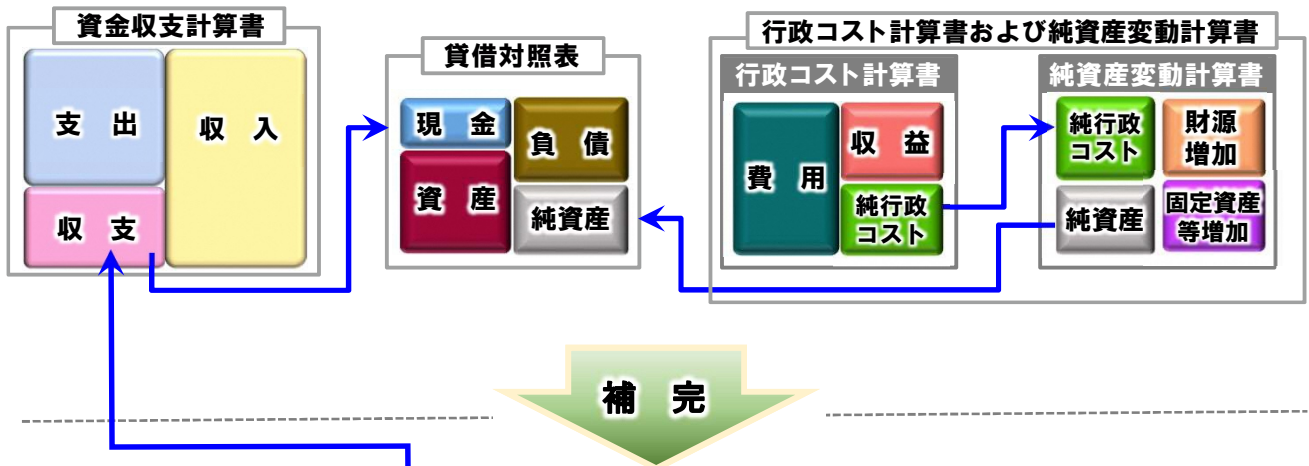 資金収支計算書
支出
収入
収支
貸借対照表
現金
負債
資産
純資産
行政コスト計算書および純資産変動計算書
行政コスト計算書
費用
収益
純行政
コスト
純資産変動計算書
純行政
コスト
財源
増加
純資産
固定資産
等増加
補完